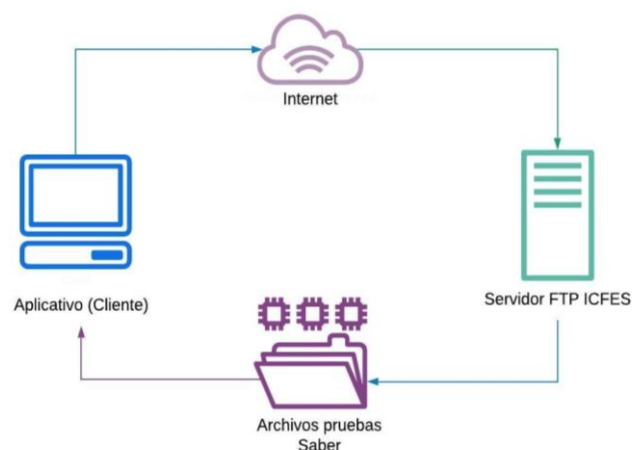 Internet
Aplicativo (Cliente)
Servidor FTP ICFES
Archivos pruebas
Saber